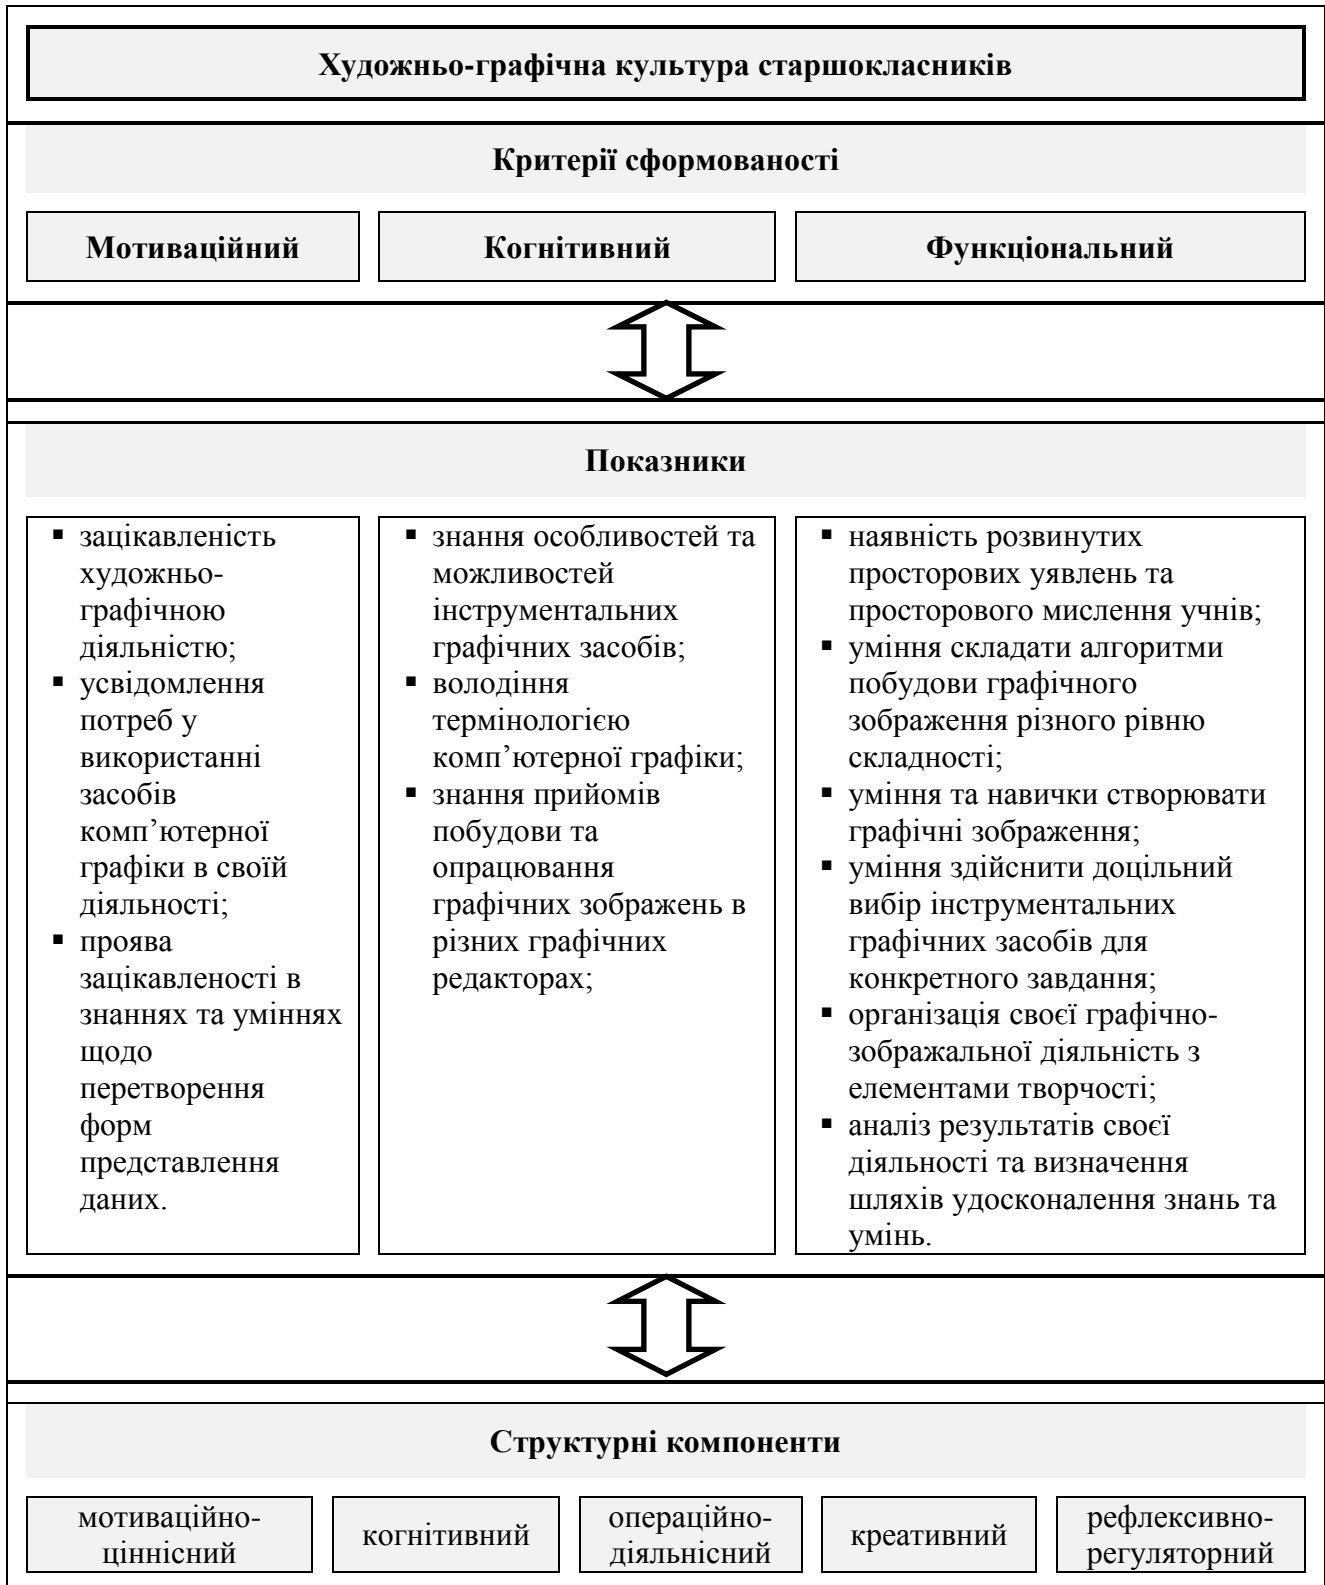 Художньо-графічна культура старшокласників
Критерії сформованості
Мотиваційний
Когнітивний
Функціональний
Показники
▪ зацікавленість
художньо-
графічною
діяльністю;
▪ усвідомлення
потреб у
використанні
засобів
комп’ютерної
графіки в своїй
діяльності;
▪ проява
зацікавленості в
знаннях та уміннях
щодо
перетворення
форм
представлення
даних.
▪ знання особливостей та
можливостей
інструментальних
графічних засобів;
▪ володіння
термінологією
комп’ютерної графіки;
▪ знання прийомів
побудови та
опрацювання
графічних зображень в
різних графічних
редакторах;
▪ наявність розвинутих
просторових уявлень та
просторового мислення учнів;
▪ уміння складати алгоритми
побудови графічного
зображення різного рівню
складності;
▪ уміння та навички створювати
графічні зображення;
▪ уміння здійснити доцільний
вибір інструментальних
графічних засобів для
конкретного завдання;
▪ організація своєї графічно-
зображальної діяльність з
елементами творчості;
▪ аналіз результатів своєї
діяльності та визначення
шляхів удосконалення знань та
умінь.
Структурні компоненти
мотиваційно-
ціннісний
когнітивний
операційно-
діяльнісний
креативний
рефлексивно-
регуляторний